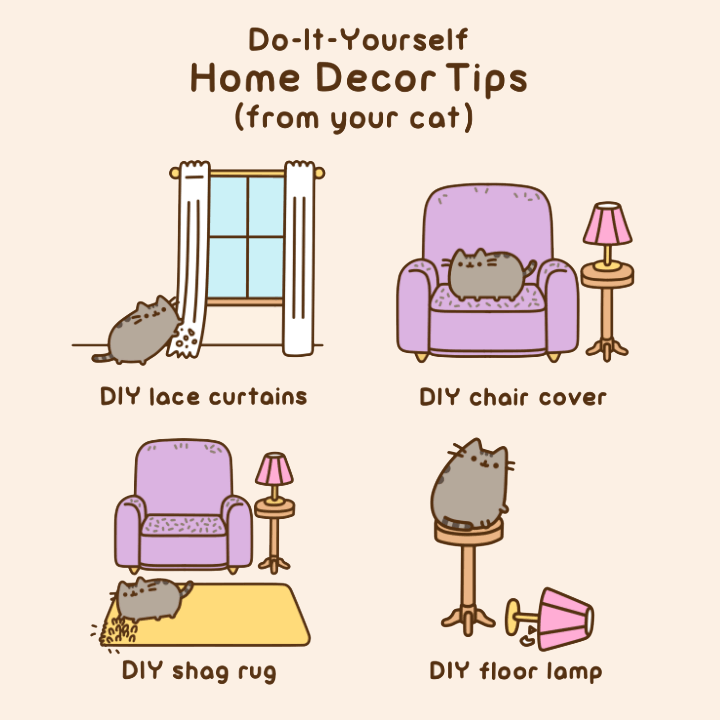 Do-It-Yourself
Home Decor Tips
(from your cat)
DIY lace curtains
DIY chair cover
DIY shag rug
DIY floor lamp